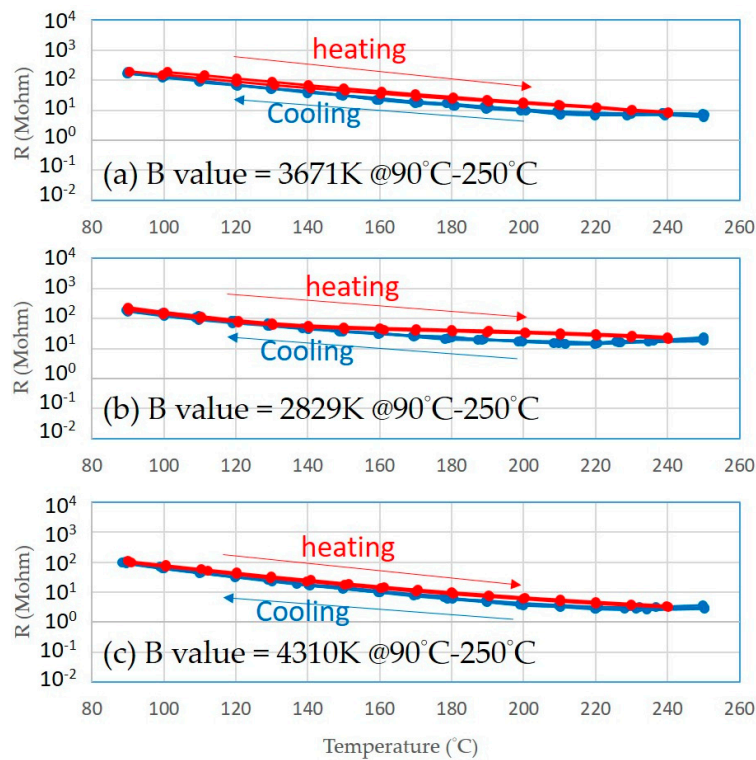 10⁴
10³
10²
10¹
10⁰
10⁻¹
10⁻²
R (Mohm)
heating
Cooling
(a) B value = 3671K @90°C-250°C
80 100 120 140 160 180 200 220 240 260
10⁴
10³
10²
10¹
10⁰
10⁻¹
10⁻²
R (Mohm)
heating
Cooling
(b) B value = 2829K @90°C-250°C
80 100 120 140 160 180 200 220 240 260
10⁴
10³
10²
10¹
10⁰
10⁻¹
10⁻²
R (Mohm)
heating
Cooling
(c) B value = 4310K @90°C-250°C
80 100 120 140 160 180 200 220 240 260
Temperature (°C)